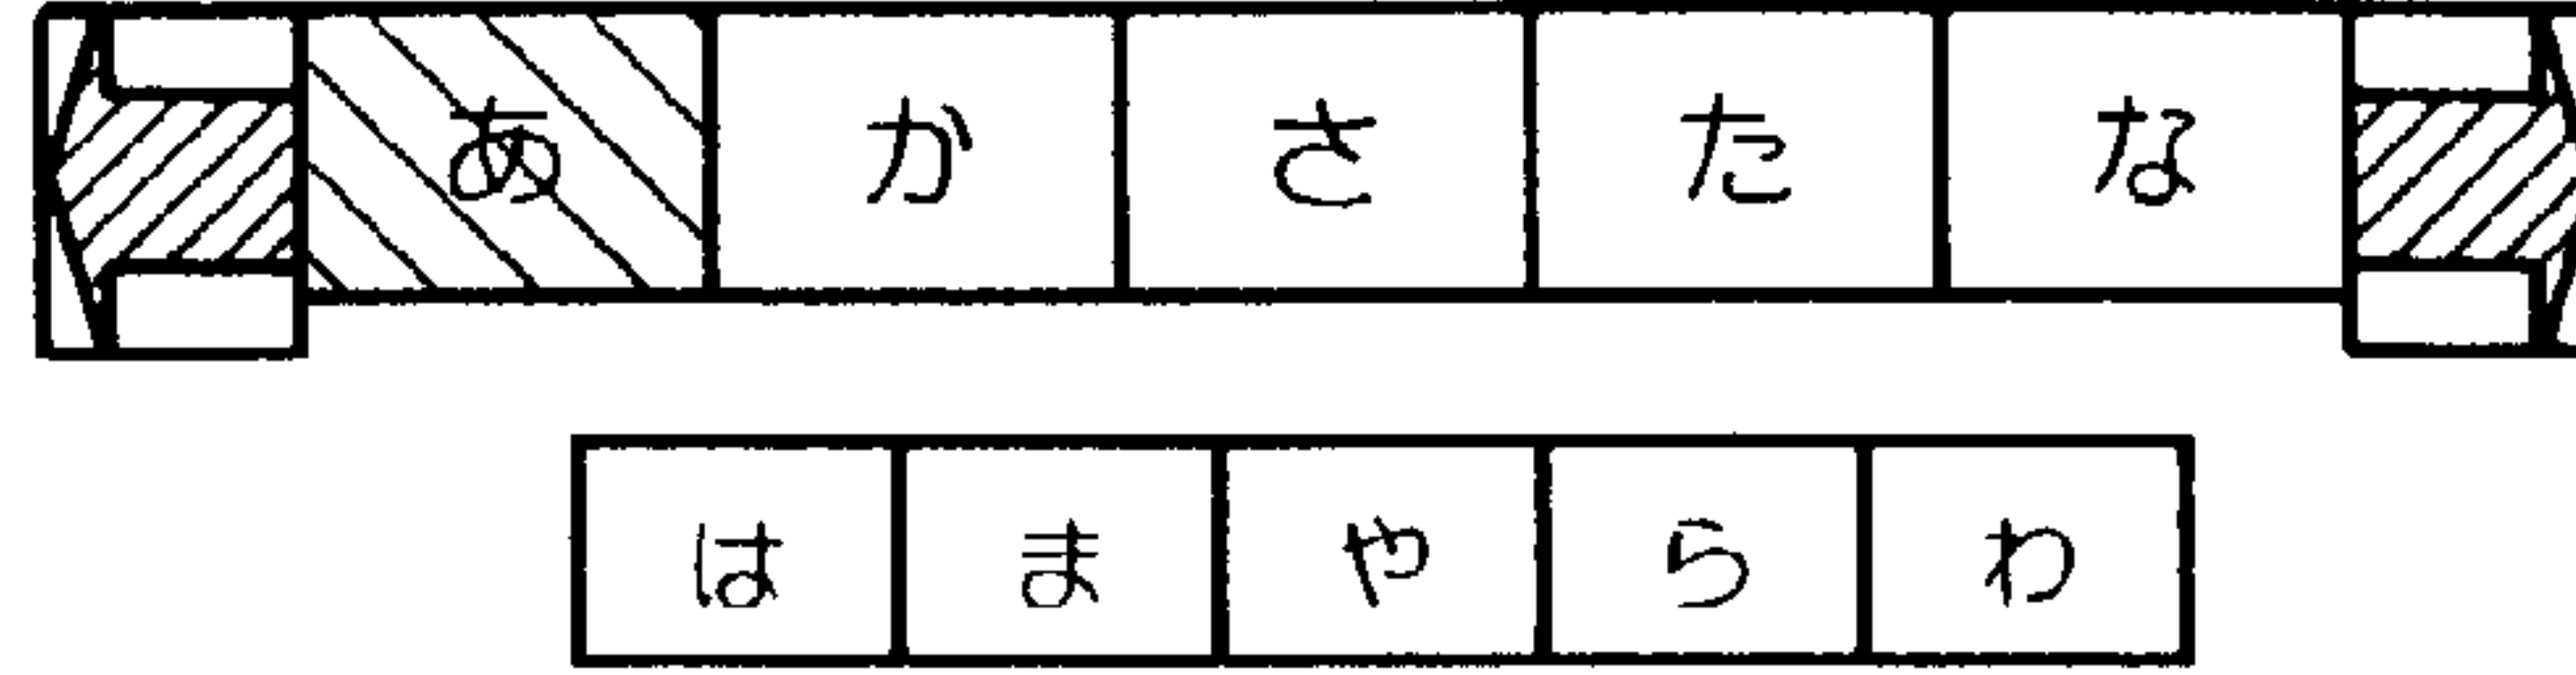 あ か さ た な
は ま や ら わ